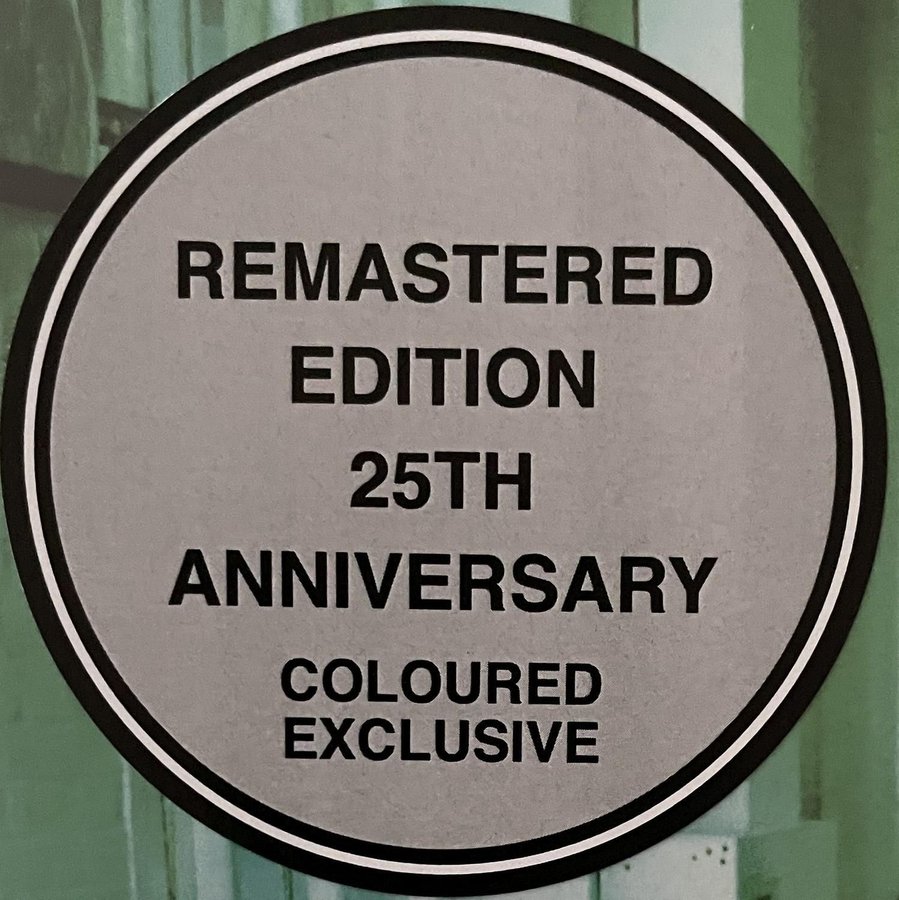 REMASTERED
EDITION
25TH
ANNIVERSARY
COLOURED
EXCLUSIVE